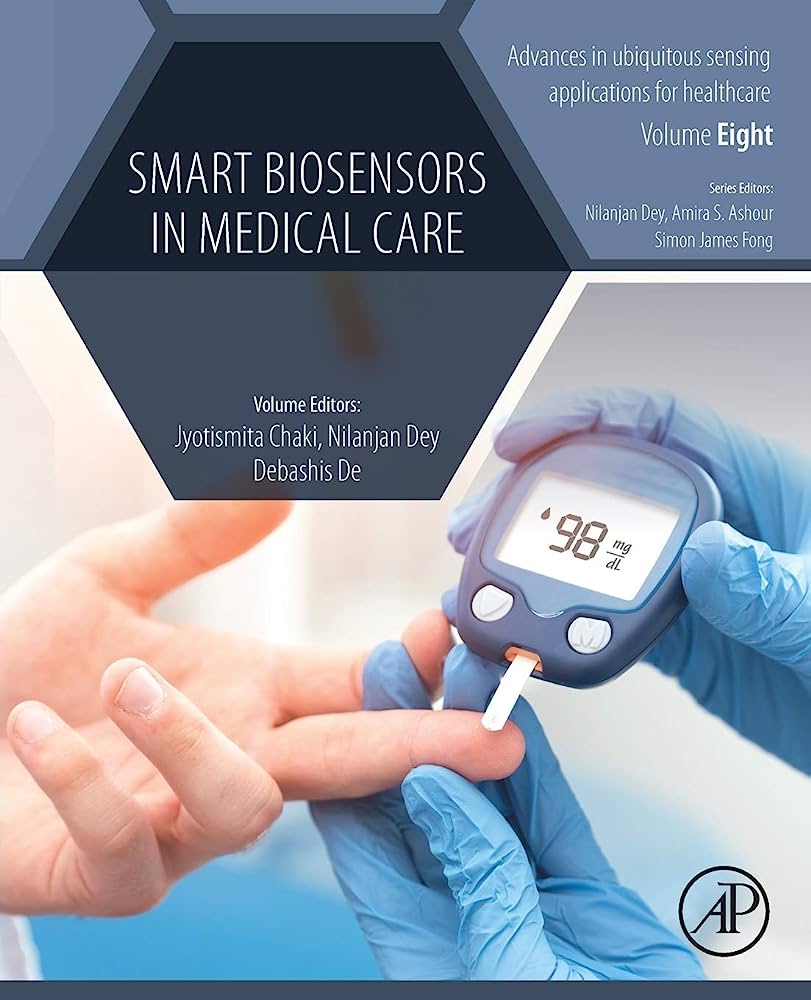 Advances in ubiquitous sensing
applications for healthcare
Volume Eight
Series Editors:
Nilanjan Dey, Amira S. Ashour
Simon James Fong
SMART BIOSENSORS
IN MEDICAL CARE
Volume Editors:
Jyotismita Chaki, Nilanjan Dey
Debashis De
98 mg
dL
M
AP